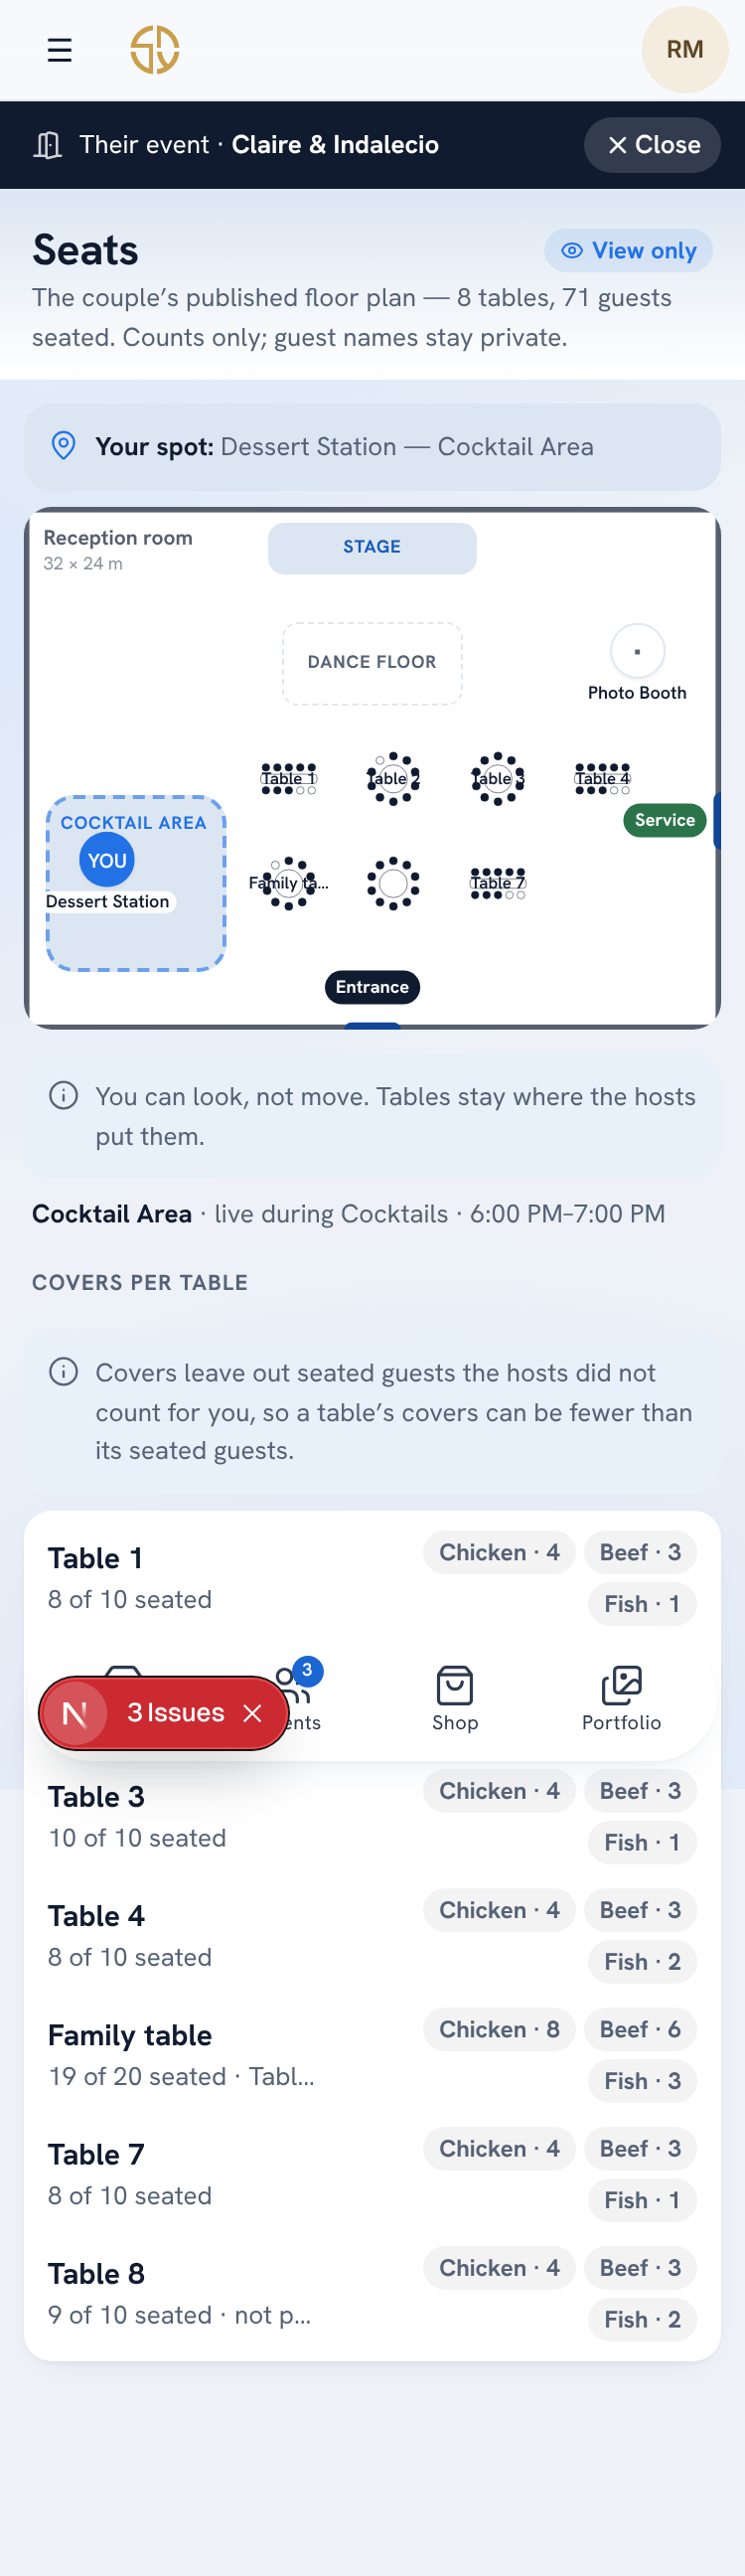 RM
Their event · Claire & Indalecio
Close
Seats
View only
The couple’s published floor plan — 8 tables, 71 guests
seated. Counts only; guest names stay private.
Your spot: Dessert Station — Cocktail Area
Reception room
32 × 24 m
STAGE
DANCE FLOOR
Photo Booth
Table 1
Table 2
Table 3
Table 4
COCKTAIL AREA
Service
YOU
Dessert Station
Family ta…
Table 7
Entrance
You can look, not move. Tables stay where the hosts
put them.
Cocktail Area · live during Cocktails · 6:00 PM–7:00 PM
COVERS PER TABLE
Covers leave out seated guests the hosts did not
count for you, so a table’s covers can be fewer than
its seated guests.
Table 1
Chicken · 4
Beef · 3
8 of 10 seated
Fish · 1
3
N
3 Issues
ents
Shop
Portfolio
Table 3
Chicken · 4
Beef · 3
10 of 10 seated
Fish · 1
Table 4
Chicken · 4
Beef · 3
8 of 10 seated
Fish · 2
Family table
Chicken · 8
Beef · 6
19 of 20 seated · Tabl…
Fish · 3
Table 7
Chicken · 4
Beef · 3
8 of 10 seated
Fish · 1
Table 8
Chicken · 4
Beef · 3
9 of 10 seated · not p…
Fish · 2